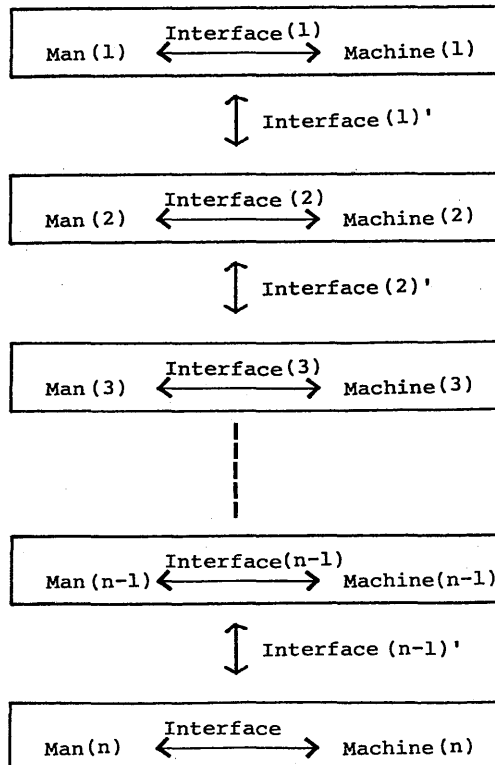 Interface(1)
Man(1) Machine(1)
Interface(1)'
Interface(2)
Man(2) Machine(2)
Interface(2)'
Interface(3)
Man(3) Machine(3)
Interface(n-1)
Man(n-1) Machine(n-1)
Interface(n-1)'
Interface
Man(n) Machine(n)